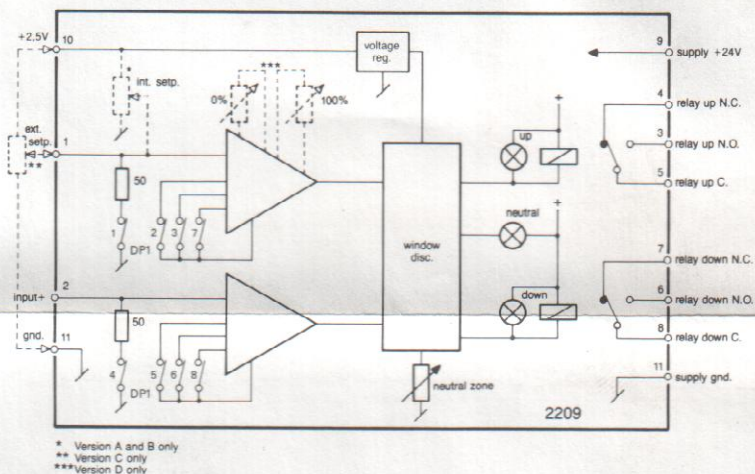 +2,5V
10
voltage
reg.
9
supply +24V
*
int. setp.
***
0%
100%
4
relay up N.C.
+
ext.
setp.
1
up
3
relay up N.O.
**
5
relay up C.
50
neutral
+
1
DP1
2
3
7
window
disc.
7
relay down N.C.
2
input+
down
6
relay down N.O.
50
gnd.
11
8
relay down C.
4
DP1
5
6
8
neutral zone
11
supply gnd.
2209
* Version A and B only
** Version C only
***Version D only